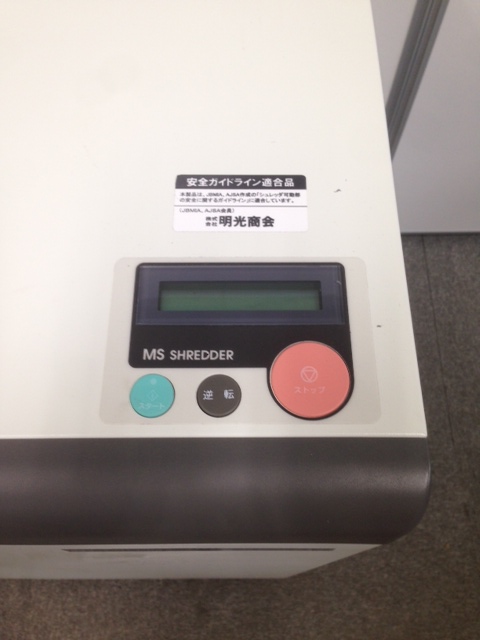 安全ガイドライン適合品
本製品は、JBMIA、AJSA作成の「シュレッダ可動部
の安全に関するガイドライン」に適合しています。
(JBMIA、AJSA会員)
株式会社 明光商会
MS SHREDDER
スタート
逆転
ストップ